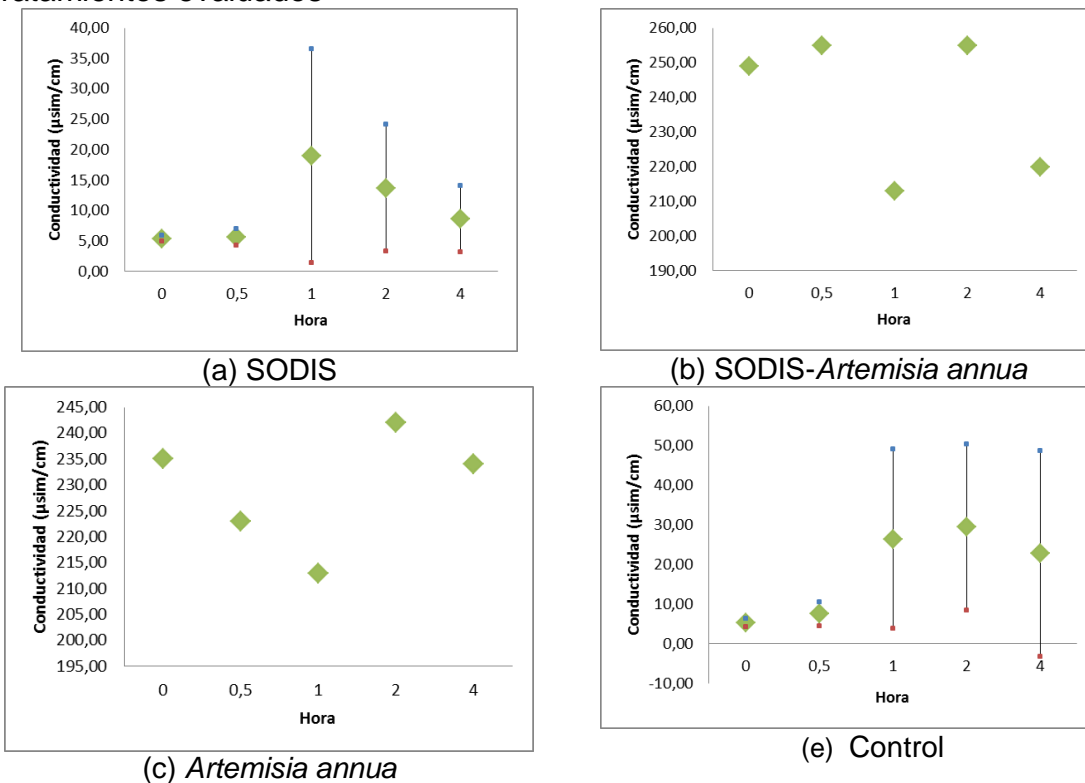 ratamientos evaluados
40,00
35,00
30,00
25,00
20,00
15,00
10,00
5,00
0,00
Conductividad (µsim/cm)
0 0,5 1 2 4
Hora
(a) SODIS
260,00
250,00
240,00
230,00
220,00
210,00
200,00
190,00
Conductividad (µsim/cm)
0 0,5 1 2 4
Hora
(b) SODIS-Artemisia annua
245,00
240,00
235,00
230,00
225,00
220,00
215,00
210,00
205,00
200,00
195,00
Conductividad (µsim/cm)
0 0,5 1 2 4
Hora
(c) Artemisia annua
60,00
50,00
40,00
30,00
20,00
10,00
0,00
-10,00
Conductividad (µsim/cm)
0 0,5 1 2 4
Hora
(e) Control